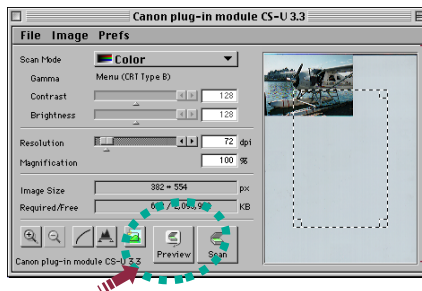 Canon plug-in module CS-U 3.3
File Image Prefs
Scan Mode Color
Gamma Menu (CRT Type B)
Contrast 128
Brightness 128
Resolution 72 dpi
Magnification 100 %
Image Size 382 * 554 px
Required/Free KB
Preview Scan
Canon plug-in module CS-U 3.3